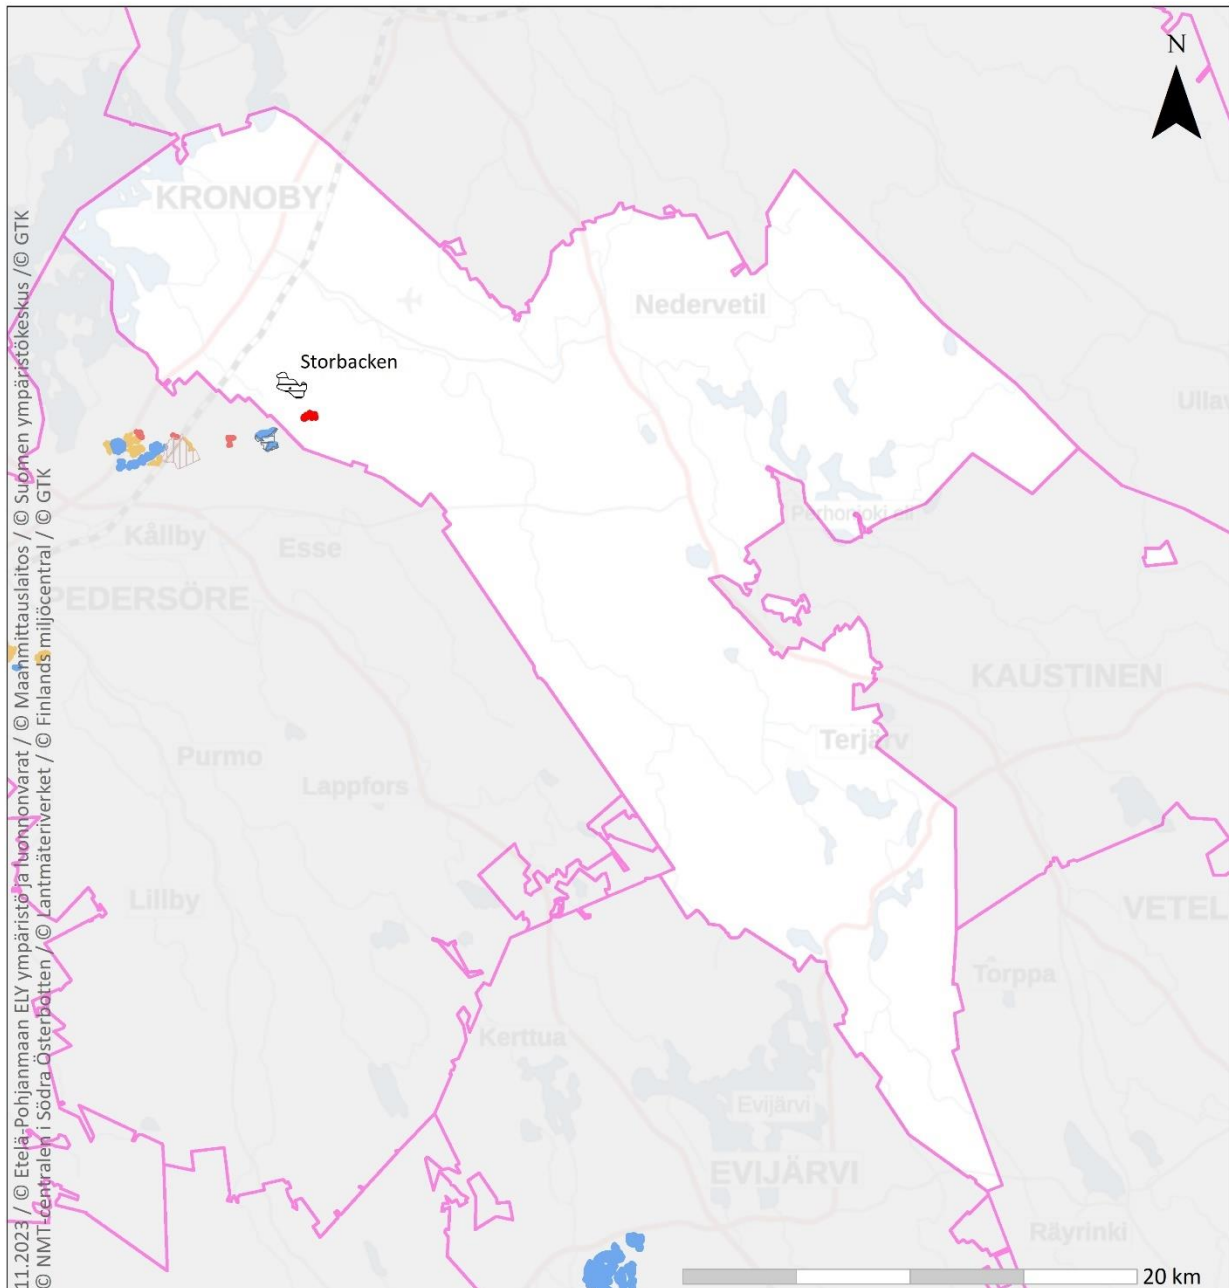 N
KRONOBY
Nedervetil
Storbacken
Ullav
Perhonjoki
Kållby
Esse
PEDERSÖRE
KAUSTINEN
Terjärv
Purmo
Lappfors
Lillby
VETEL
Torppa
Kerttua
Evijärvi
EVIJÄRVI
Räyrinki
20 km
11.2023 / © Etelä-Pohjanmaan ELY ympäristö ja luonnonvarat / © Maanmittauslaitos / © Suomen ympäristökeskus /© GTK
© NMT-centralen i Södra Österbotten / © Lantmäteriverket / © Finlands miljöcentral / © GTK